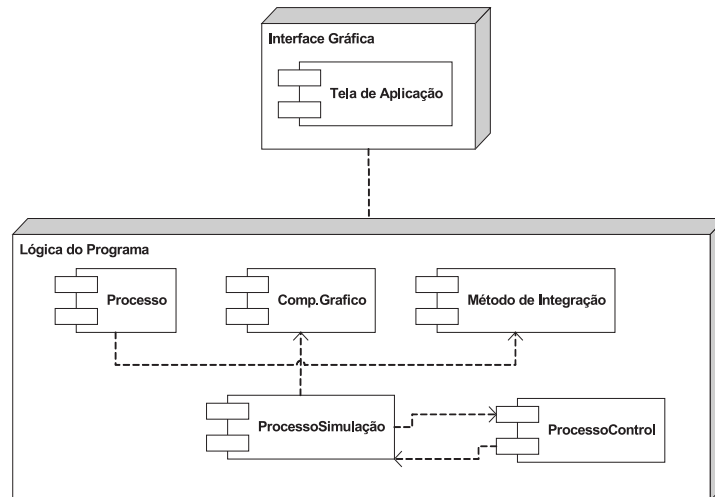 Interface Gráfica
Tela de Aplicação
Lógica do Programa
Processo
Comp.Grafico
Método de Integração
ProcessoSimulação
ProcessoControl